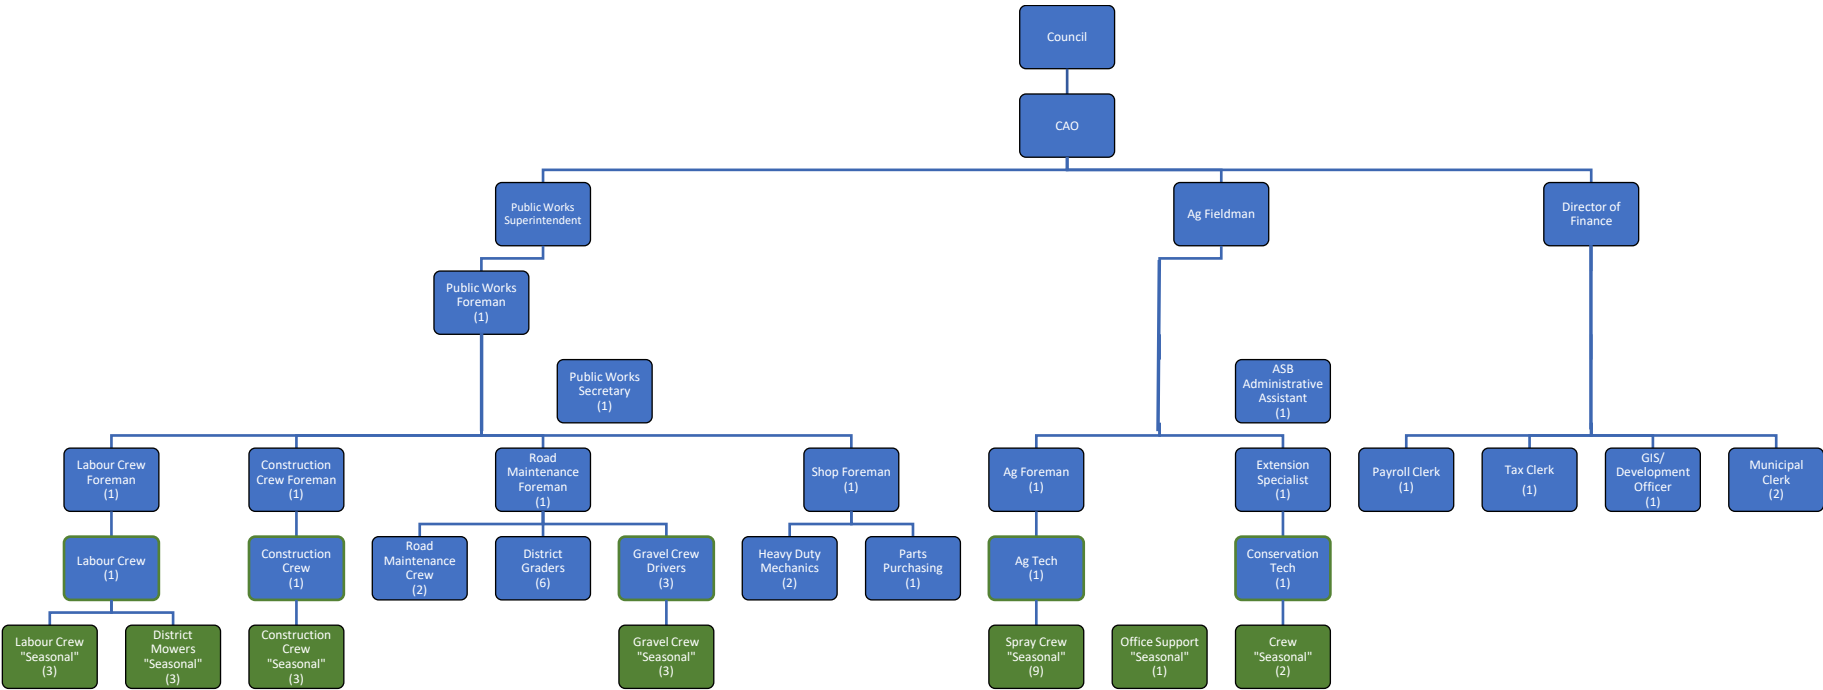 Council
CAO
Public Works
Superintendent
Ag Fieldman
Director of
Finance
Public Works
Foreman
(1)
Public Works
Secretary
(1)
ASB
Administrative
Assistant
(1)
Labour Crew
Foreman
(1)
Construction
Crew Foreman
(1)
Road
Maintenance
Foreman
(1)
Shop Foreman
(1)
Ag Foreman
(1)
Extension
Specialist
(1)
Payroll Clerk
(1)
Tax Clerk
(1)
GIS/
Development
Officer
(1)
Municipal
Clerk
(2)
Labour Crew
(1)
Construction
Crew
(1)
Road
Maintenance
Crew
(2)
District
Graders
(6)
Gravel Crew
Drivers
(3)
Heavy Duty
Mechanics
(2)
Parts
Purchasing
(1)
Ag Tech
(1)
Conservation
Tech
(1)
Labour Crew
"Seasonal"
(3)
District
Mowers
"Seasonal"
(3)
Construction
Crew
"Seasonal"
(3)
Gravel Crew
"Seasonal"
(3)
Spray Crew
"Seasonal"
(9)
Office Support
"Seasonal"
(1)
Crew
"Seasonal"
(2)